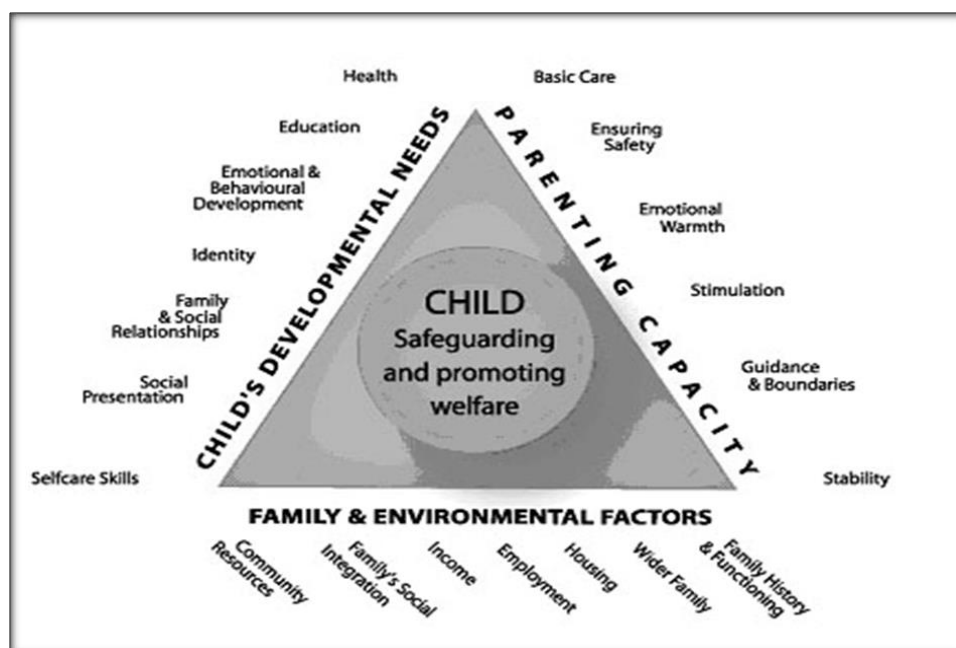 Health
Education
Emotional &
Behavioural
Development
Identity
Family
& Social
Relationships
Social
Presentation
Selfcare Skills
CHILD'S DEVELOPMENTAL NEEDS
CHILD
Safeguarding
and promoting
welfare
PARENTING CAPACITY
Basic Care
Ensuring
Safety
Emotional
Warmth
Stimulation
Guidance
& Boundaries
Stability
FAMILY & ENVIRONMENTAL FACTORS
Community
Resources
Family's Social
Integration
Income
Employment
Housing
Wider Family
Family History
& Functioning